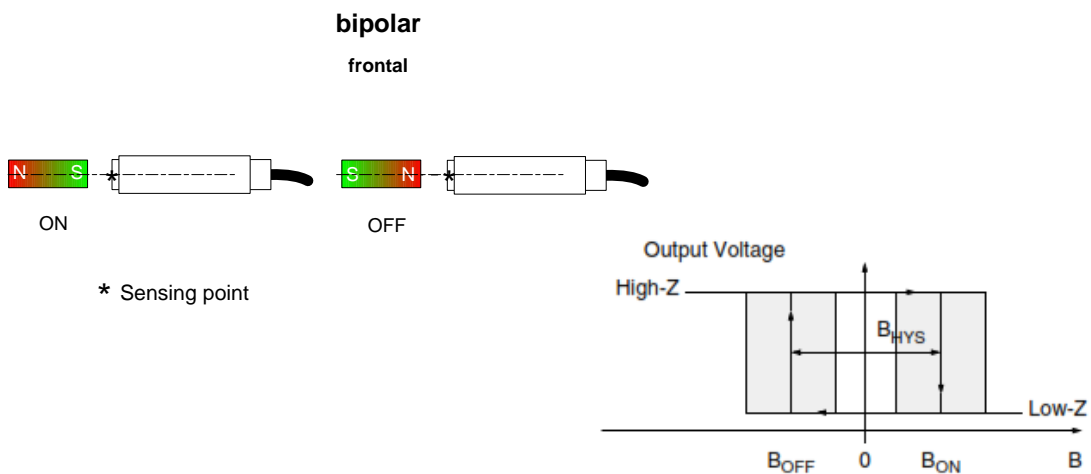 bipolar
frontal
N S * S N *
ON OFF
* Sensing point
Output Voltage
High-Z
BHYS
Low-Z
BOFF 0 BON B